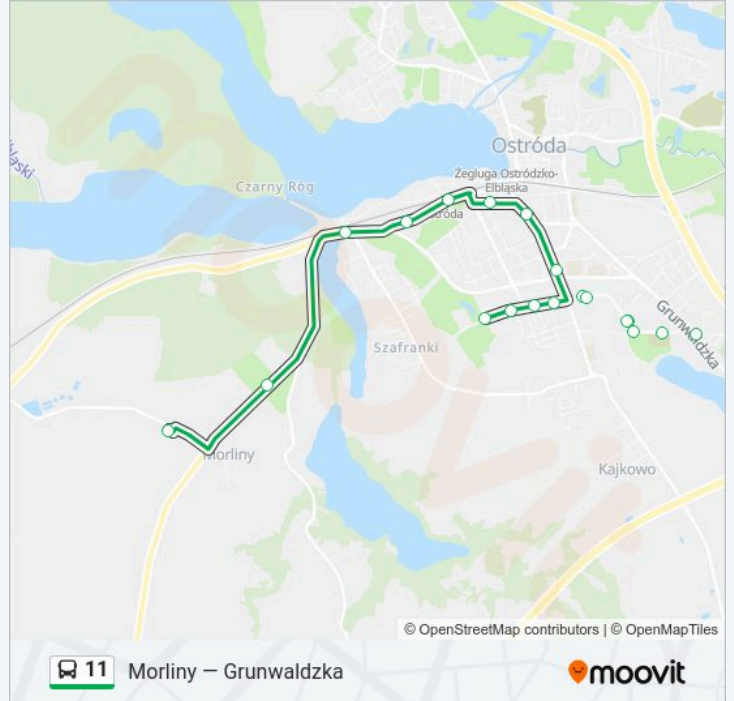 Ostróda
Żegluga Ostródzko-
Elbląska
Czarny Róg
Szafranki
Grunwaldzka
Morliny
Kajkowo
© OpenStreetMap contributors | © OpenMapTiles
11 Morliny — Grunwaldzka
moovit